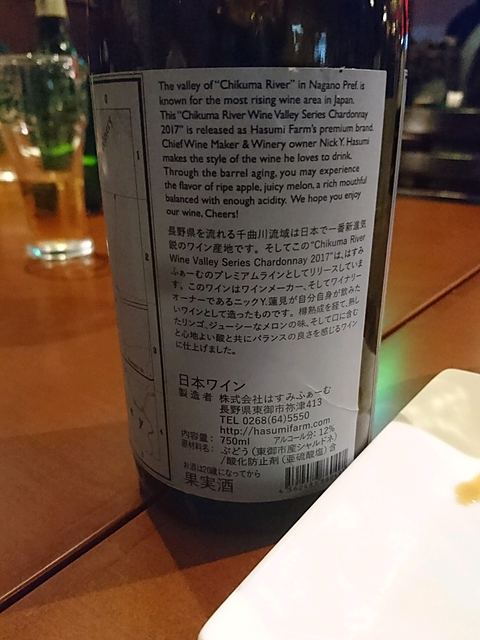 The valley of "Chikuma River" in Nagano Pref. is
known for the most rising wine area in Japan.
This "Chikuma River Wine Valley Series Chardonnay
2017" is released as Hasumi Farm's premium brand.
Chief Wine Maker & Winery owner Nick Y. Hasumi
makes the style of the wine he loves to drink.
Through the barrel aging, you may experience
the flavor of ripe apple, juicy melon, a rich mouthful
balanced with enough acidity. We hope you enjoy
our wine, Cheers!
長野県を流れる千曲川流域は日本で一番新進気
鋭のワイン産地です。そしてこの"Chikuma River
Wine Valley Series Chardonnay 2017"は、はす
みふぁーむのプレミアムラインとしてリリースしていま
す。このワインはワインメーカー、そしてワイナリー
オーナーであるニックY.蓮見が自分自身が飲みた
いワインとして造ったものです。樽熟成を経て、熟し
たリンゴ、ジューシーなメロンの味、そして口に含む
と心地よい酸と共にバランスの良さを感じるワイン
に仕上げました。
日本ワイン
製造者 株式会社はすみふぁーむ
長野県東御市祢津413
TEL 0268(64)5550
http://hasumifarm.com
内容量: 750ml アルコール分: 12%
原材料名: ぶどう(東御市産シャルドネ)
/酸化防止剤(亜硫酸塩)含
お酒は20歳になってから
果実酒